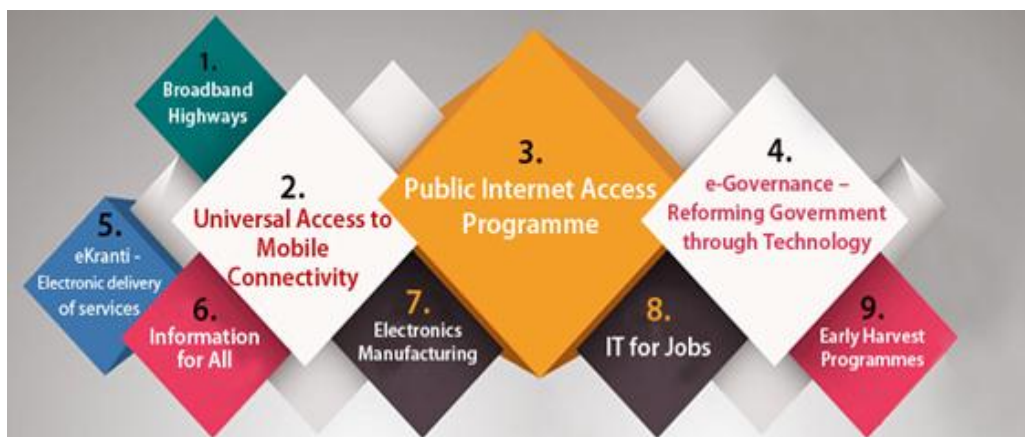 1.
Broadband
Highways
2.
Universal Access to
Mobile
Connectivity
3.
Public Internet Access
Programme
4.
e-Governance –
Reforming Government
through Technology
5.
eKranti -
Electronic delivery
of services
6.
Information
for All
7.
Electronics
Manufacturing
8.
IT for Jobs
9.
Early Harvest
Programmes